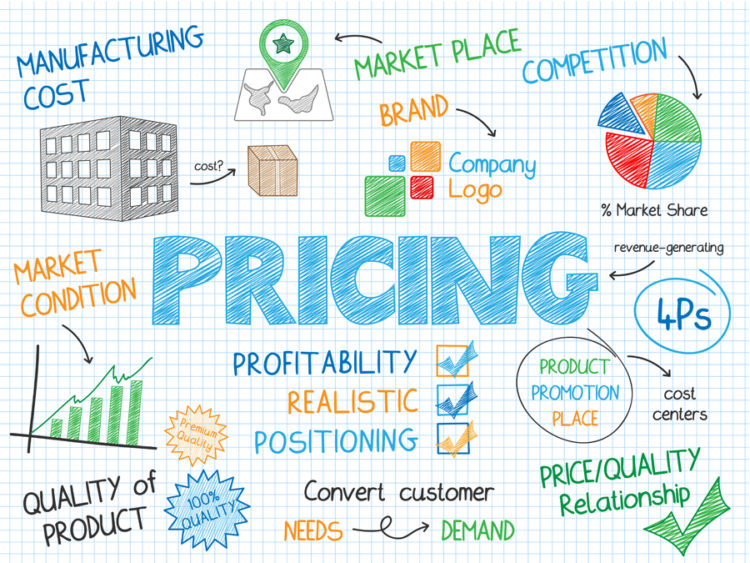 MANUFACTURING
COST
MARKET PLACE
COMPETITION
BRAND
cost?
Company
Logo
% Market Share
MARKET
CONDITION
PRICING
revenue-generating
4Ps
PROFITABILITY
REALISTIC
POSITIONING
PRODUCT
PROMOTION
PLACE
cost
centers
Premium
Quality
QUALITY of
PRODUCT
100%
QUALITY
Convert customer
NEEDS DEMAND
PRICE/QUALITY
Relationship